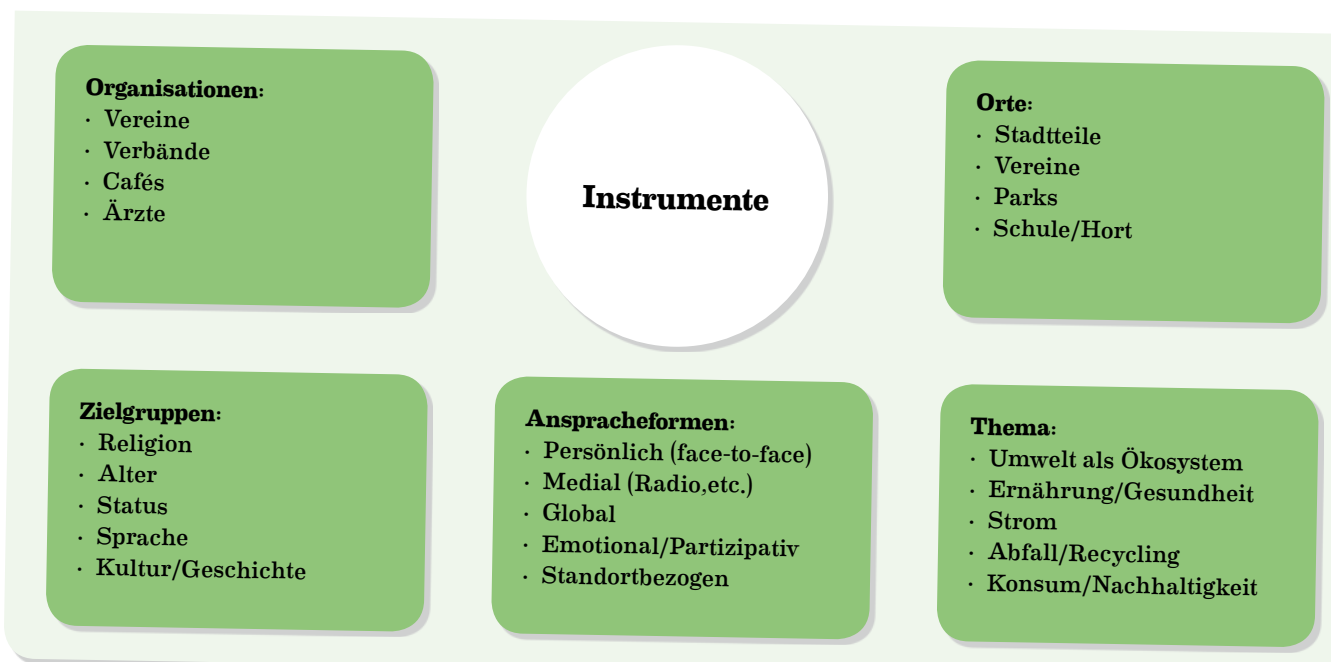 Organisationen:
· Vereine
· Verbände
· Cafés
· Ärzte
Instrumente
Orte:
· Stadtteile
· Vereine
· Parks
· Schule/Hort
Zielgruppen:
· Religion
· Alter
· Status
· Sprache
· Kultur/Geschichte
Anspracheformen:
· Persönlich (face-to-face)
· Medial (Radio,etc.)
· Global
· Emotional/Partizipativ
· Standortbezogen
Thema:
· Umwelt als Ökosystem
· Ernährung/Gesundheit
· Strom
· Abfall/Recycling
· Konsum/Nachhaltigkeit